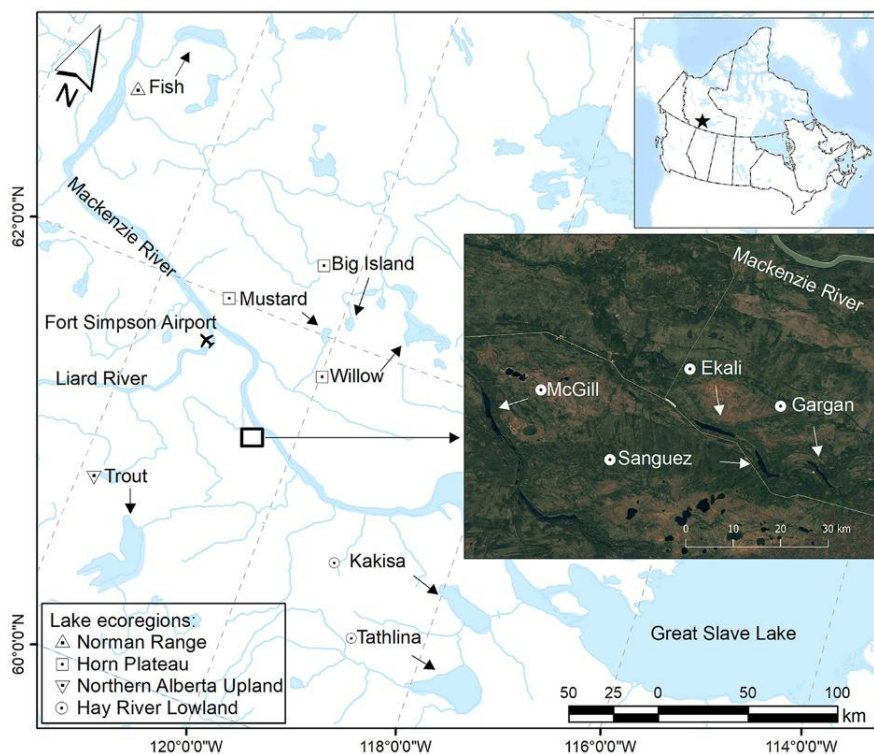 N
Fish
Mackenzie River
62°0'0"N
Big Island
Mustard
Fort Simpson Airport
Willow
Liard River
Trout
Kakisa
Tathlina
60°0'0"N
Great Slave Lake
Mackenzie River
Ekali
McGill
Gargan
Sanguez
0 10 20 30 km
Lake ecoregions:
Norman Range
Horn Plateau
Northern Alberta Upland
Hay River Lowland
50 25 0 50 100
km
120°0'0"W
118°0'0"W
116°0'0"W
114°0'0"W